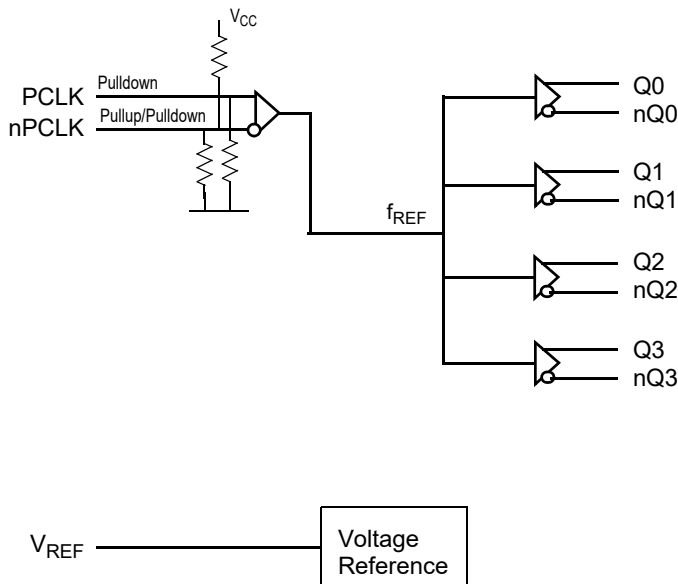 VCC
Pulldown
PCLK
Pullup/Pulldown
nPCLK
fREF
Q0
nQ0
Q1
nQ1
Q2
nQ2
Q3
nQ3
VREF
Voltage
Reference